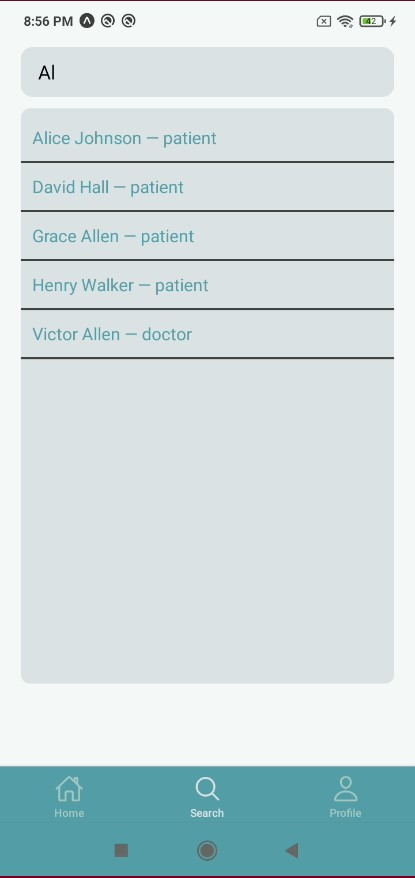 8:56 PM
42
Al
Alice Johnson — patient
David Hall — patient
Grace Allen — patient
Henry Walker — patient
Victor Allen — doctor
Home
Search
Profile